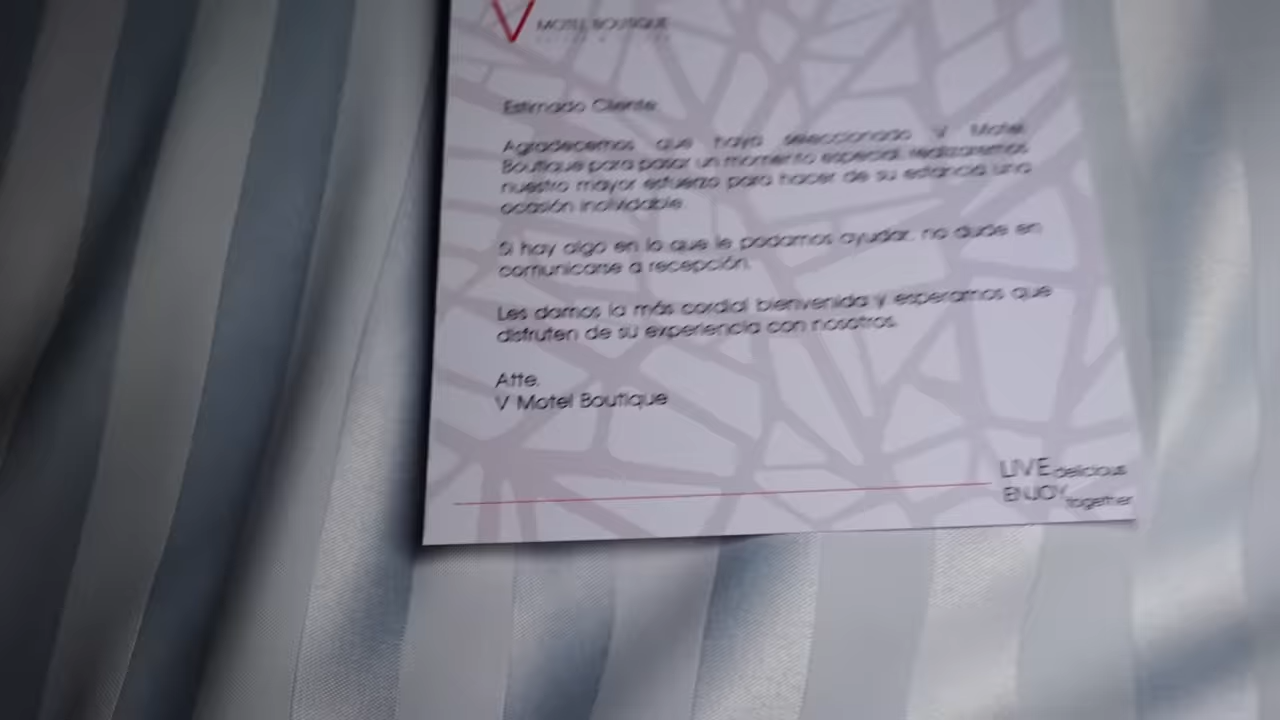 V MOTEL BOUTIQUE
Estimado Cliente
Agradecemos que haya seleccionado V Motel
Boutique para pasar un momento especial, realizaremos
nuestro mayor esfuerzo para hacer de su estancia una
ocasión inolvidable.
Si hay algo en lo que le podamos ayudar, no dude en
comunicarse a recepción.
Les damos la más cordial bienvenida y esperamos que
disfruten de su experiencia con nosotros.
Atte.
V Motel Boutique
LIVE delicious
ENJOY together